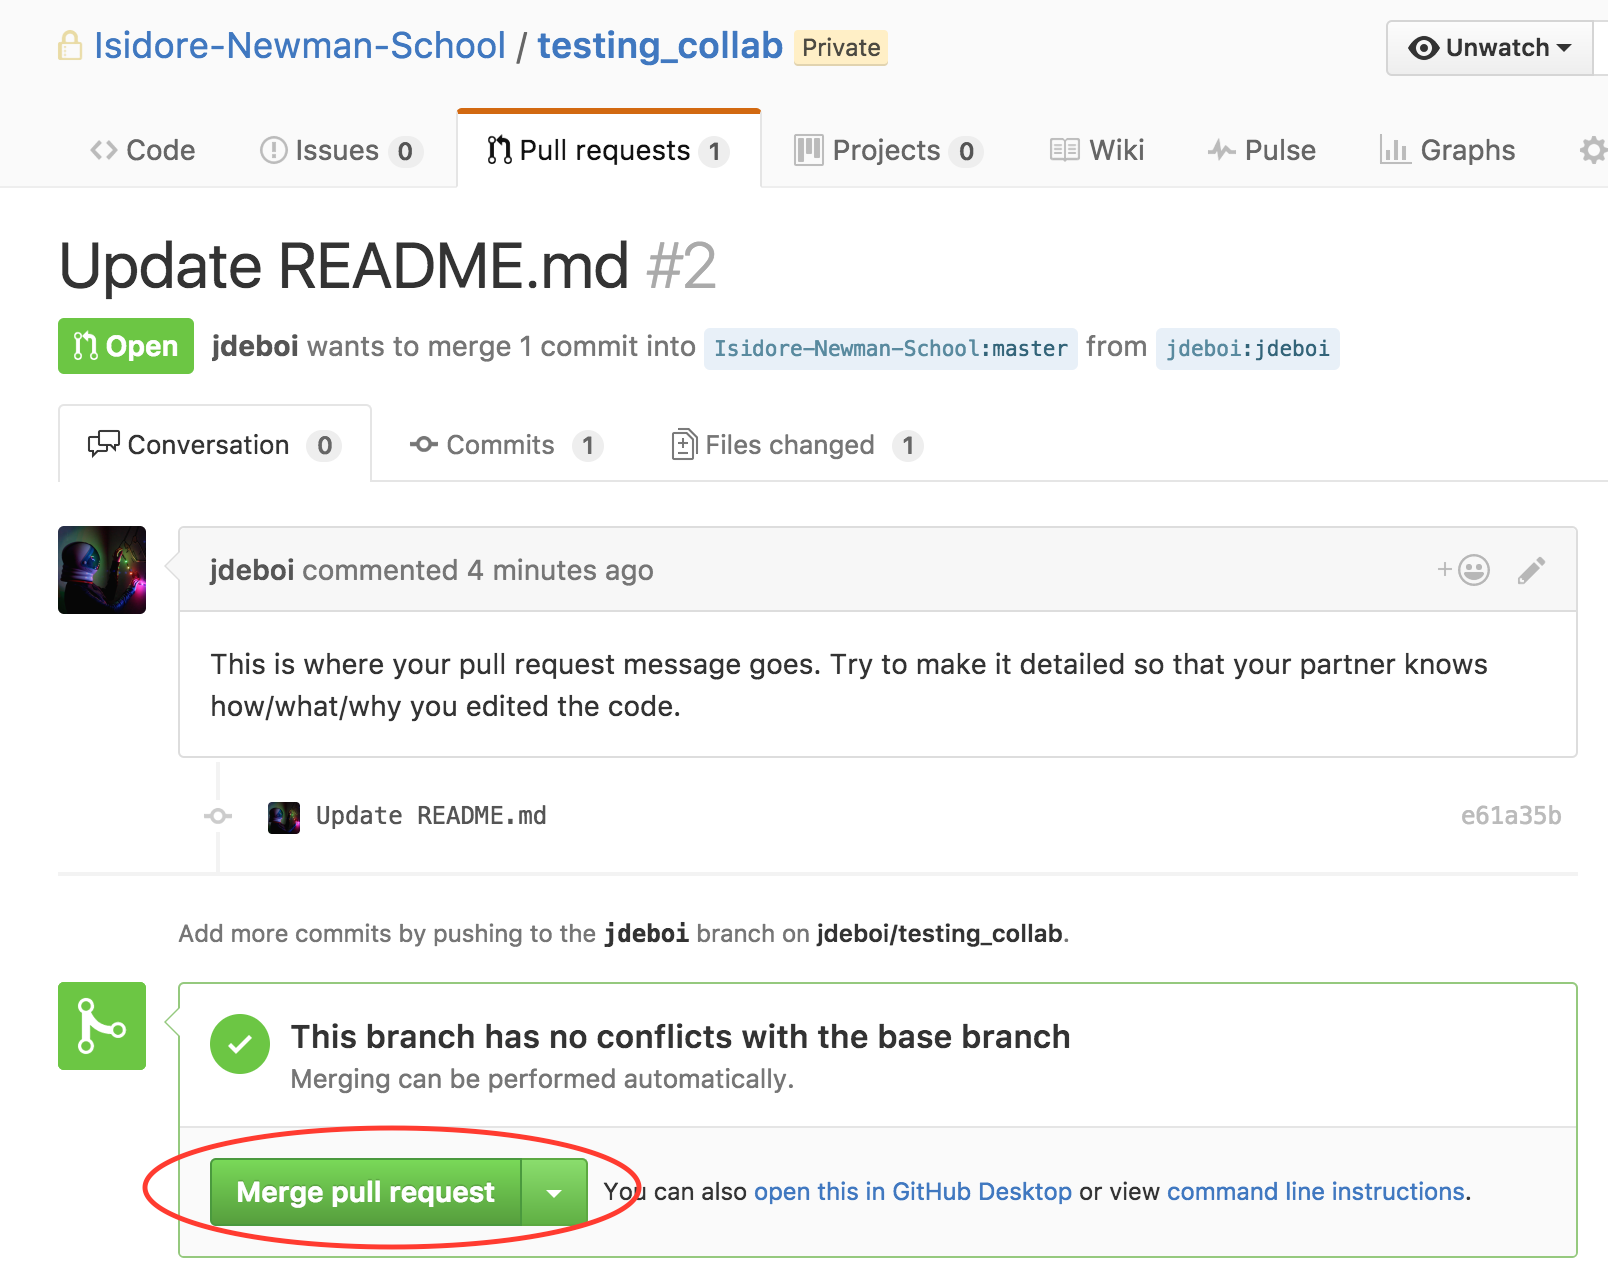 Isidore-Newman-School / testing_collab Private Unwatch
Code Issues 0 Pull requests 1 Projects 0 Wiki Pulse Graphs
Update README.md #2
Open jdeboi wants to merge 1 commit into Isidore-Newman-School:master from jdeboi:jdeboi
Conversation 0 Commits 1 Files changed 1
jdeboi commented 4 minutes ago
This is where your pull request message goes. Try to make it detailed so that your partner knows
how/what/why you edited the code.
Update README.md e61a35b
Add more commits by pushing to the jdeboi branch on jdeboi/testing_collab.
This branch has no conflicts with the base branch
Merging can be performed automatically.
Merge pull request You can also open this in GitHub Desktop or view command line instructions.